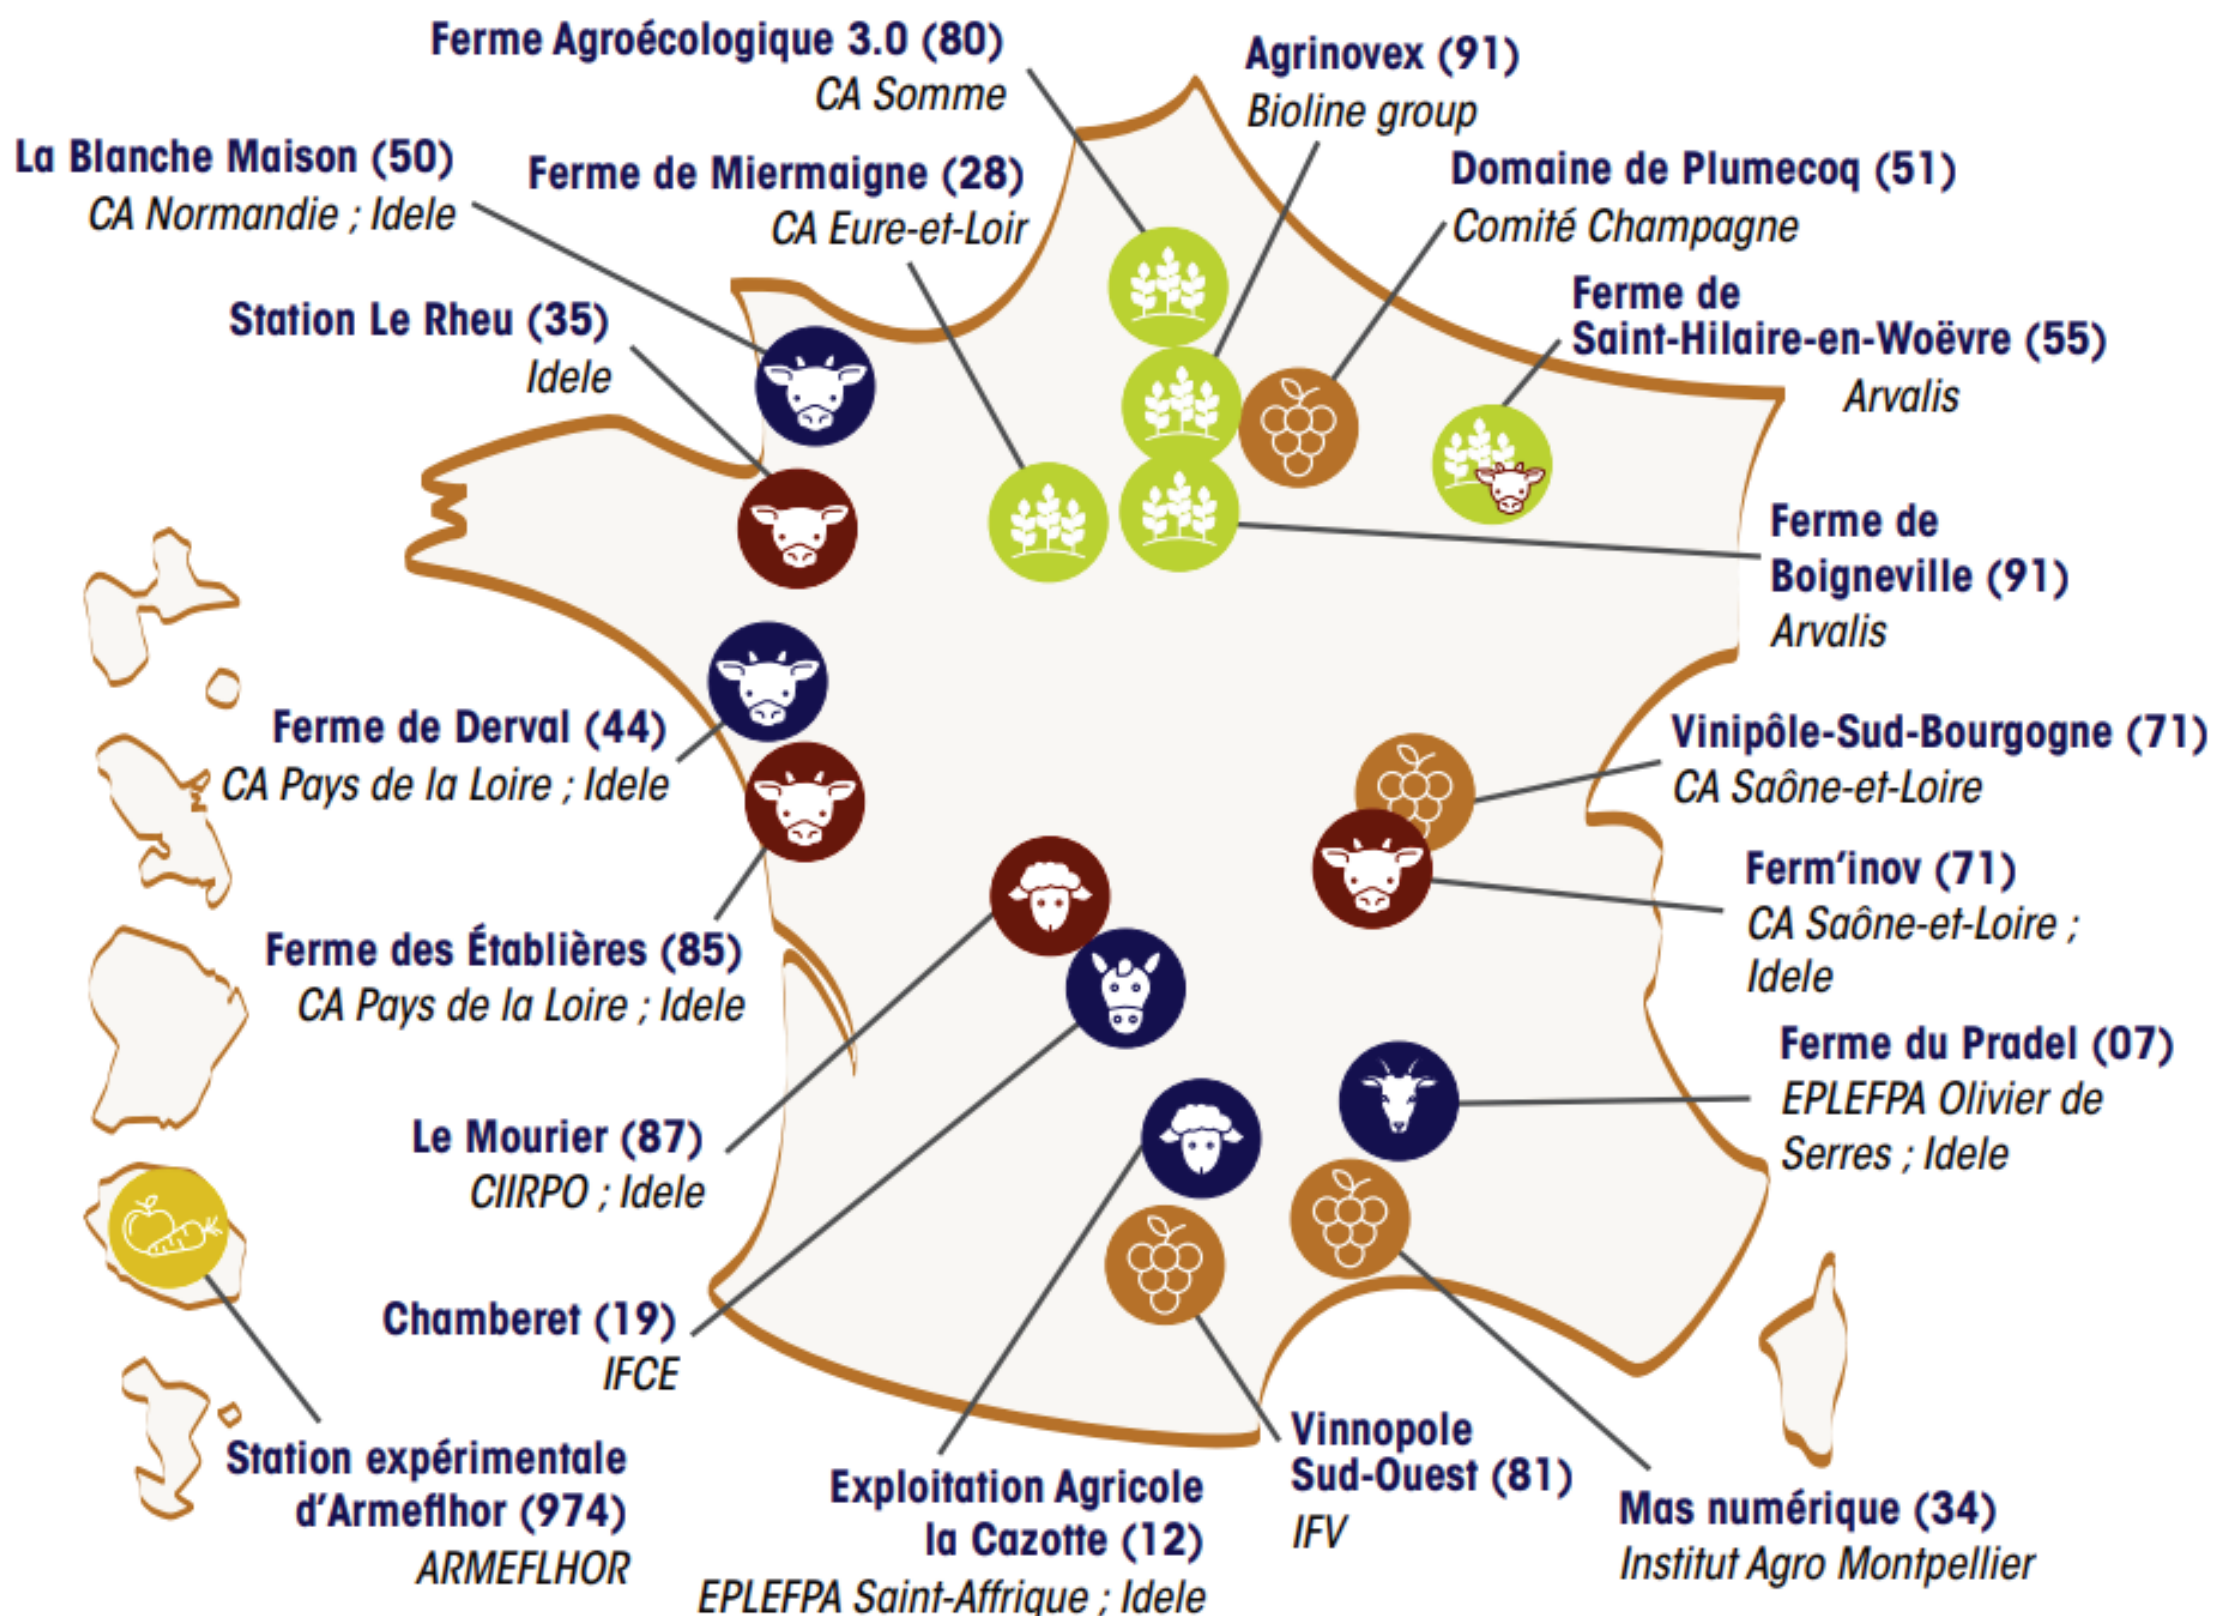 Ferme Agroécologique 3.0 (80)
CA Somme
Agrinovex (91)
Bioline group
La Blanche Maison (50)
CA Normandie ; Idele
Ferme de Miermaigne (28)
CA Eure-et-Loir
Domaine de Plumecoq (51)
Comité Champagne
Station Le Rheu (35)
Idele
Ferme de
Saint-Hilaire-en-Woëvre (55)
Arvalis
Ferme de
Boigneville (91)
Arvalis
Ferme de Derval (44)
CA Pays de la Loire ; Idele
Vinipôle-Sud-Bourgogne (71)
CA Saône-et-Loire
Ferm'inov (71)
CA Saône-et-Loire ;
Idele
Ferme des Établières (85)
CA Pays de la Loire ; Idele
Ferme du Pradel (07)
EPLEFPA Olivier de
Serres ; Idele
Le Mourier (87)
CIIRPO ; Idele
Chamberet (19)
IFCE
Station expérimentale
d'Armeflhor (974)
ARMEFLHOR
Exploitation Agricole
la Cazotte (12)
EPLEFPA Saint-Affrique ; Idele
Vinnopole
Sud-Ouest (81)
IFV
Mas numérique (34)
Institut Agro Montpellier